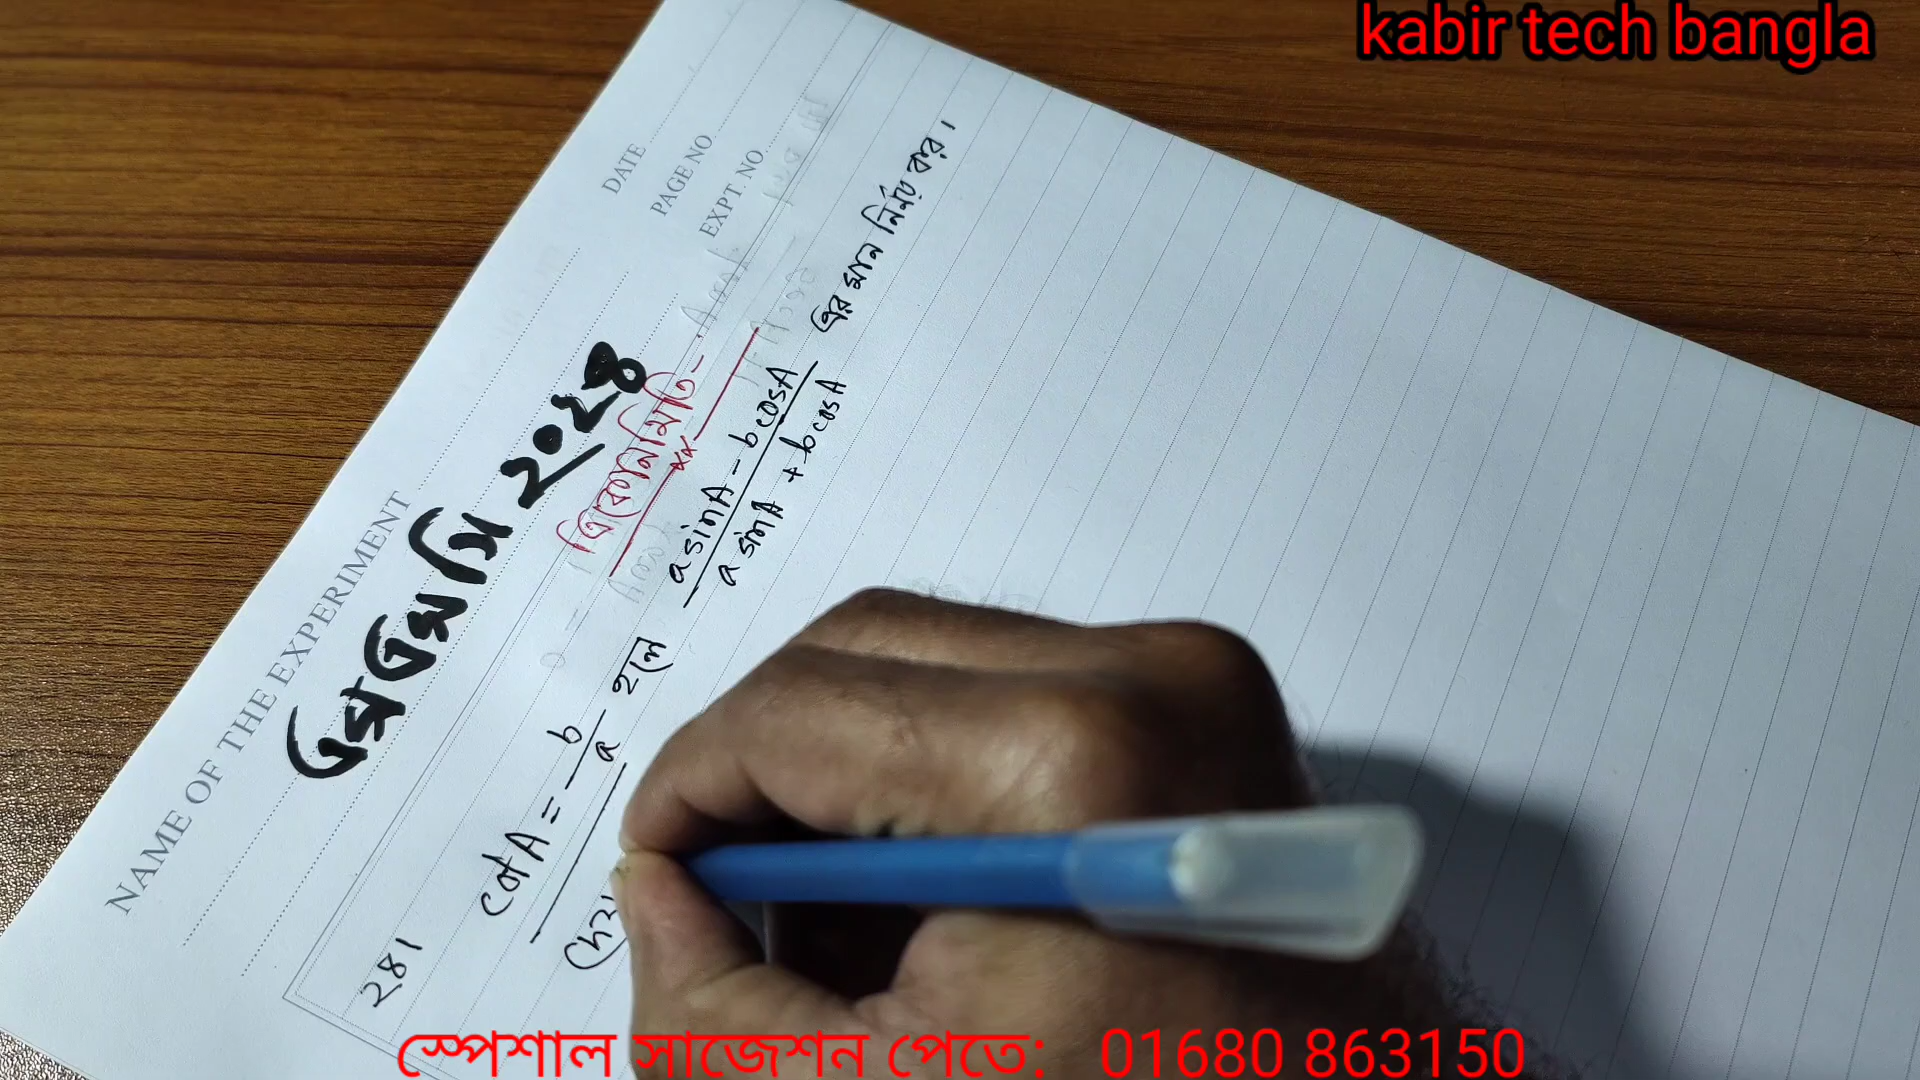 kabir tech bangla
DATE
PAGE NO
EXPT. NO.
NAME OF THE EXPERIMENT
এসএসসি ২০২৪
ত্রিকোনমিতি-
২৪। cotA = b/a হলে (a sinA - b cosA)/(a sinA + b cosA) এর মান নির্ণয় কর।
স্পেশাল সাজেশন পেতে: 01680 863150